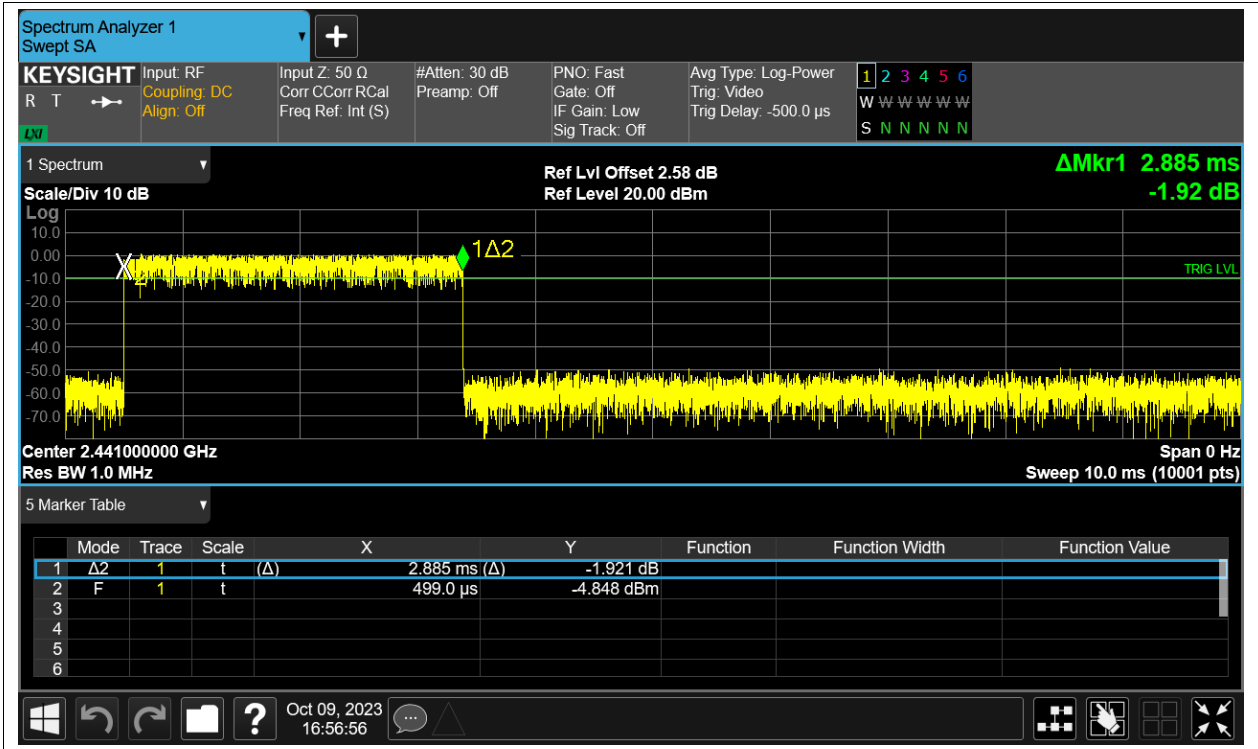 Spectrum Analyzer 1
Swept SA
KEYSIGHT
R T
LXI
Input: RF
Coupling: DC
Align: Off
Input Z: 50 Ω
Corr CCorr RCal
Freq Ref: Int (S)
#Atten: 30 dB
Preamp: Off
PNO: Fast
Gate: Off
IF Gain: Low
Sig Track: Off
Avg Type: Log-Power
Trig: Video
Trig Delay: -500.0 µs
1 2 3 4 5 6
W W W W W W
S N N N N N
1 Spectrum
Scale/Div 10 dB
Ref Lvl Offset 2.58 dB
Ref Level 20.00 dBm
ΔMkr1 2.885 ms
-1.92 dB
Log
10.0
0.00
-10.0
-20.0
-30.0
-40.0
-50.0
-60.0
-70.0
X2
1Δ2
TRIG LVL
Center 2.441000000 GHz
Res BW 1.0 MHz
Span 0 Hz
Sweep 10.0 ms (10001 pts)
5 Marker Table
Mode Trace Scale X Y Function Function Width Function Value
1 Δ2 1 t (Δ) 2.885 ms (Δ) -1.921 dB
2 F 1 t 499.0 µs -4.848 dBm
3
4
5
6
?
Oct 09, 2023
16:56:56